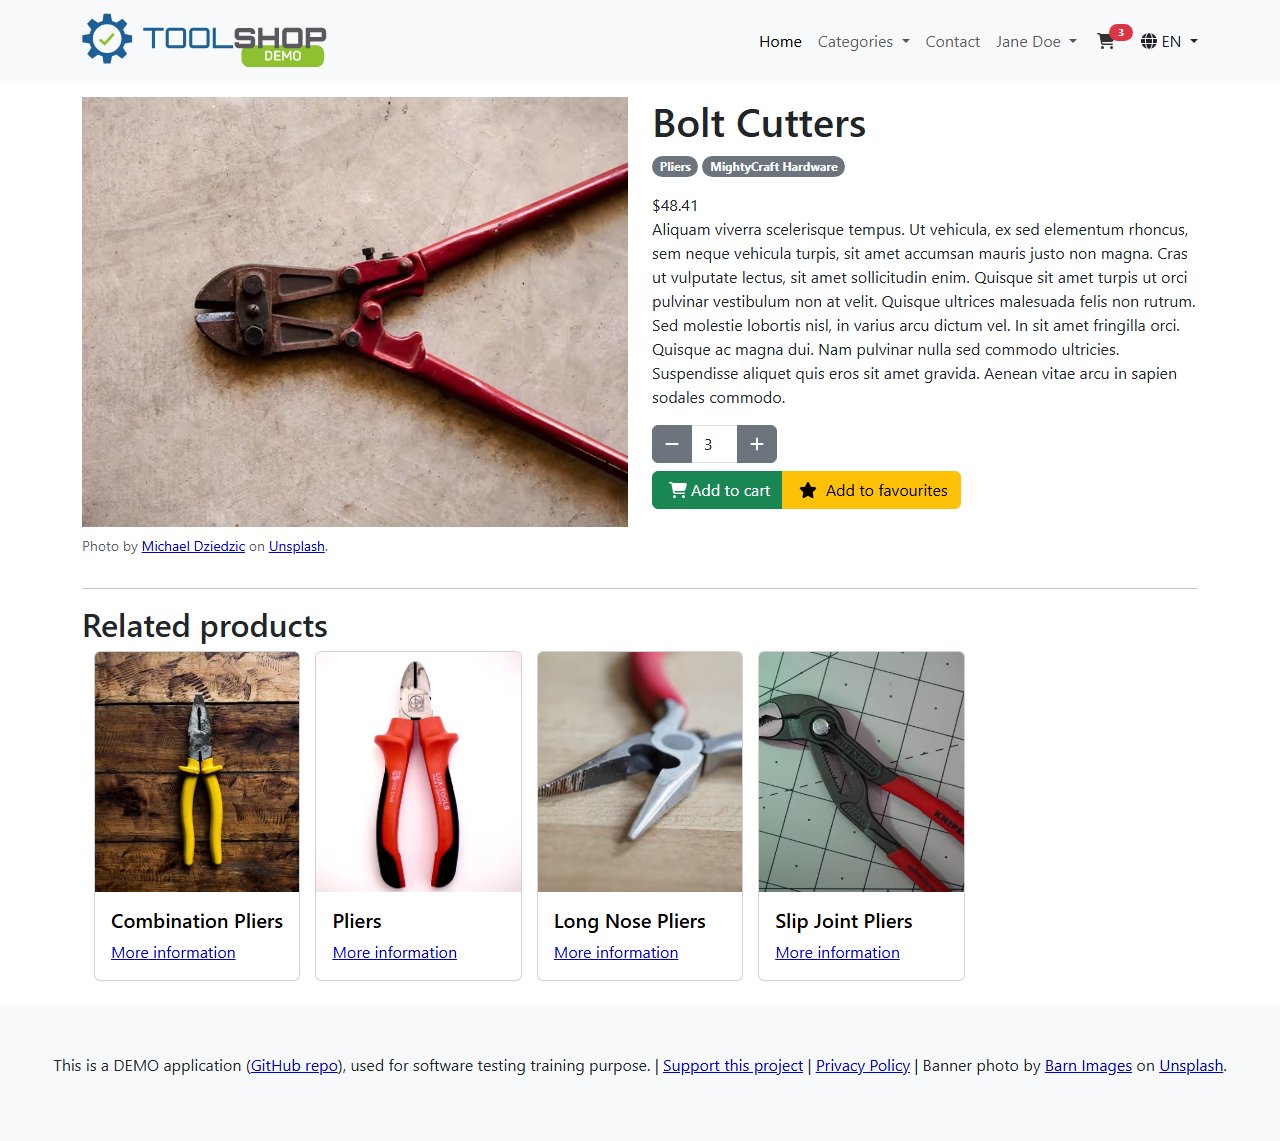 TOOLSHOP
DEMO
Home Categories Contact Jane Doe 3 EN
Bolt Cutters
Pliers MightyCraft Hardware
$48.41
Aliquam viverra scelerisque tempus. Ut vehicula, ex sed elementum rhoncus,
sem neque vehicula turpis, sit amet accumsan mauris justo non magna. Cras
ut vulputate lectus, sit amet sollicitudin enim. Quisque sit amet turpis ut orci
pulvinar vestibulum non at velit. Quisque ultrices malesuada felis non rutrum.
Sed molestie lobortis nisl, in varius arcu dictum vel. In sit amet fringilla orci.
Quisque ac magna dui. Nam pulvinar nulla sed commodo ultricies.
Suspendisse aliquet quis eros sit amet gravida. Aenean vitae arcu in sapien
sodales commodo.
3
Add to cart Add to favourites
Photo by Michael Dziedzic on Unsplash.
Related products
LUX-TOOLS
Combination Pliers
More information
Pliers
More information
Long Nose Pliers
More information
Slip Joint Pliers
More information
This is a DEMO application (GitHub repo), used for software testing training purpose. | Support this project | Privacy Policy | Banner photo by Barn Images on Unsplash.